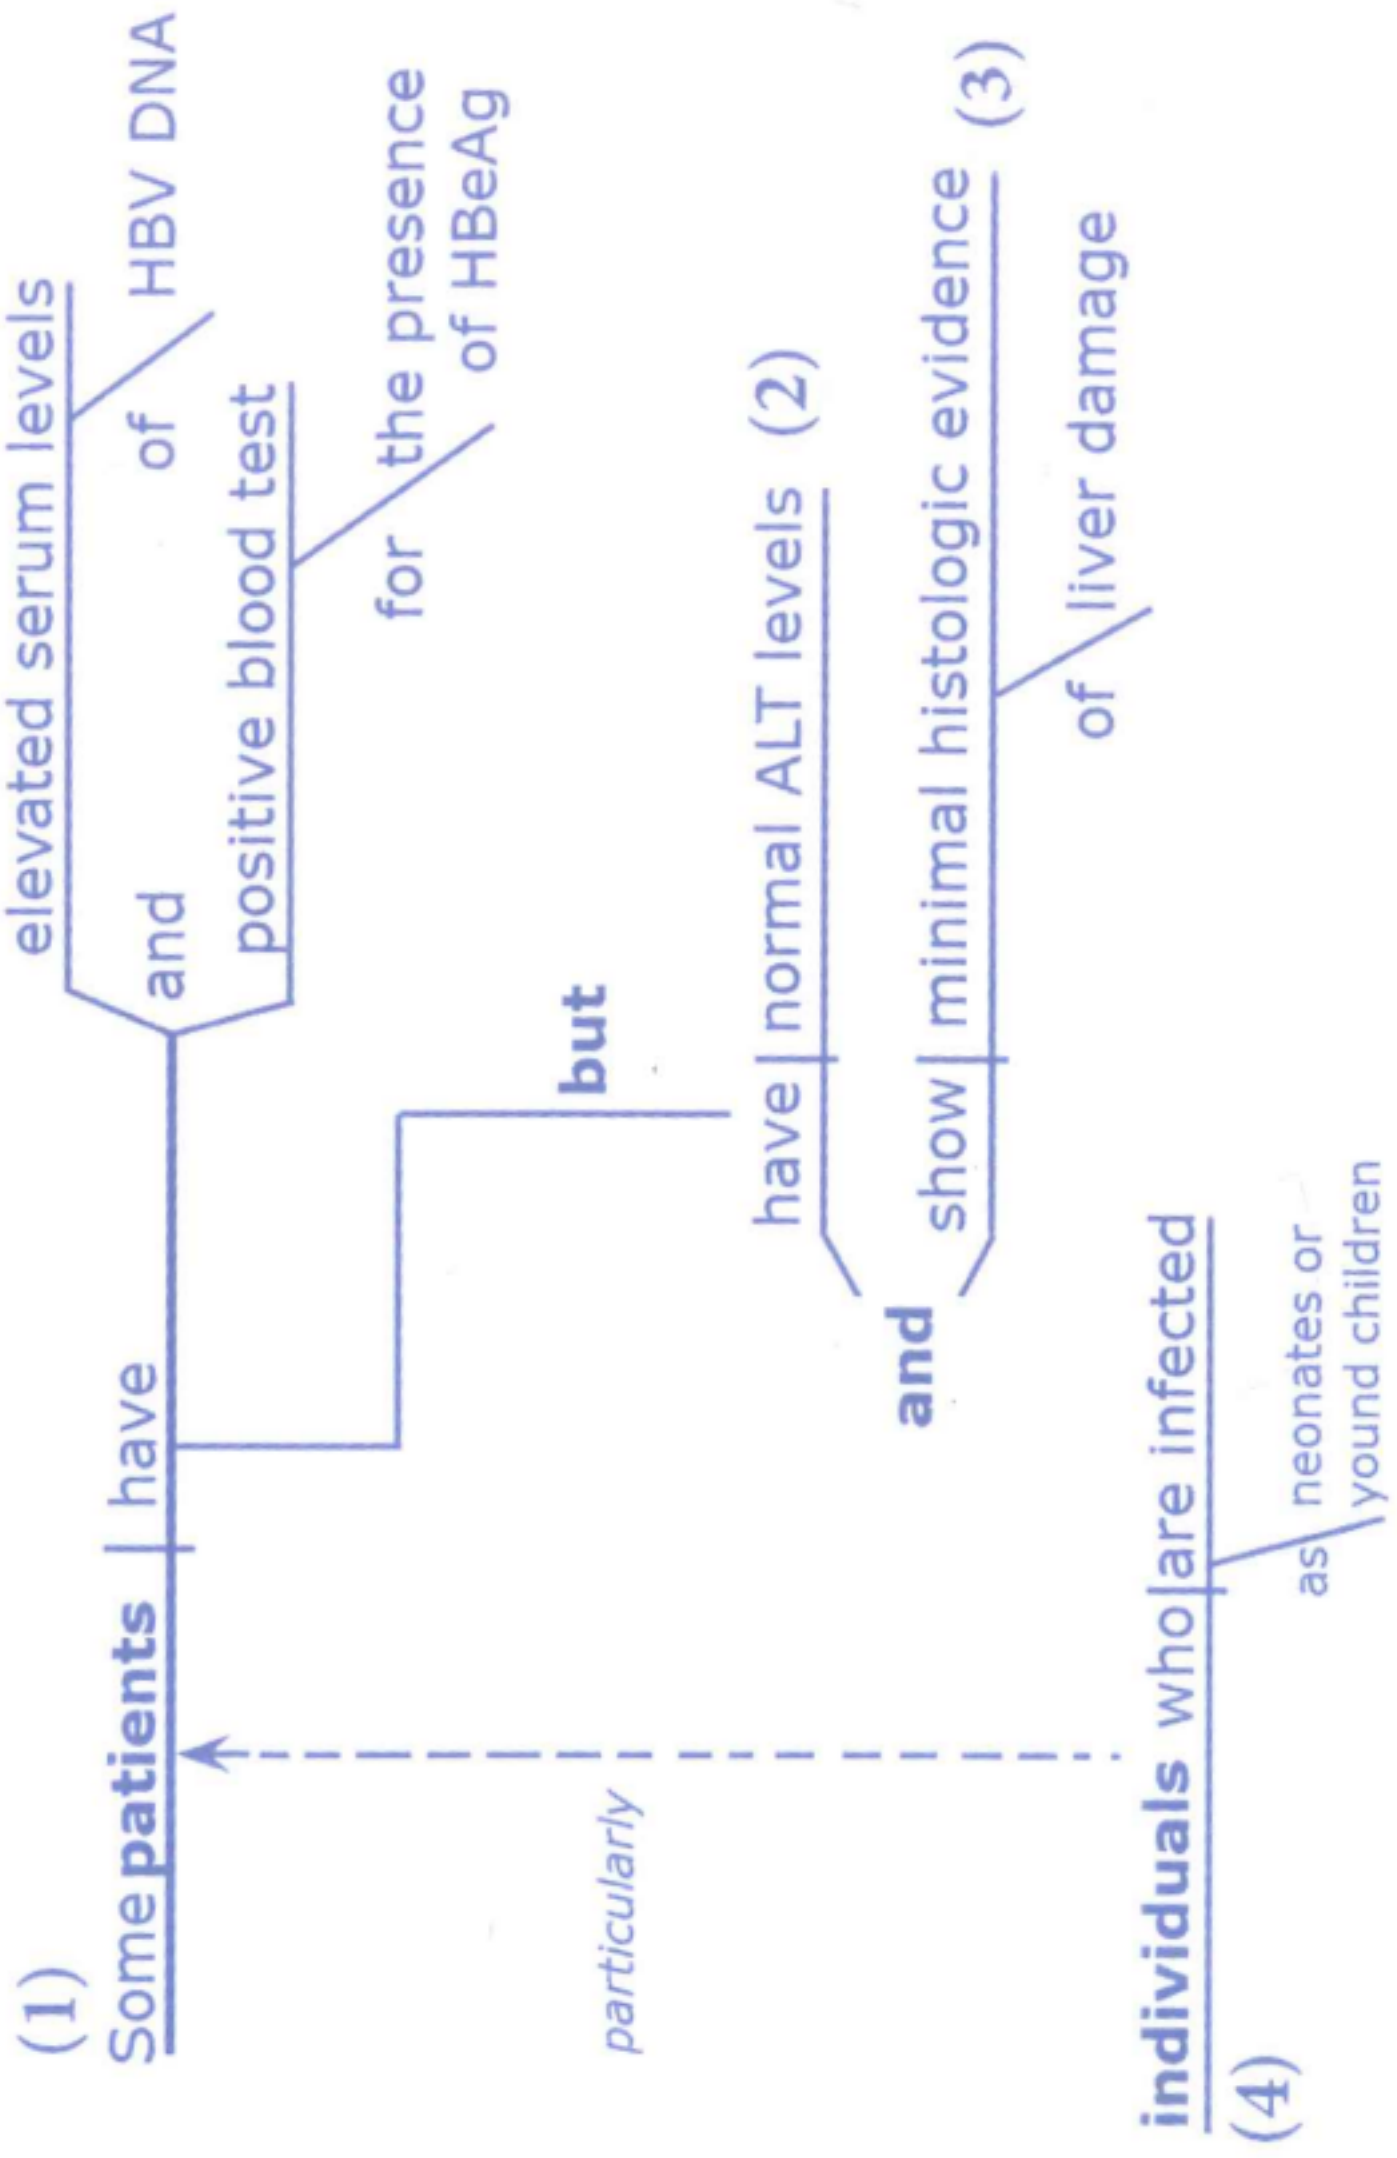 (1)
Some patients have
elevated serum levels
of HBV DNA
and
positive blood test
for the presence
of HBeAg
but
have normal ALT levels (2)
and
show minimal histologic evidence (3)
of liver damage
particularly
individuals who are infected
(4)
as neonates or
yound children